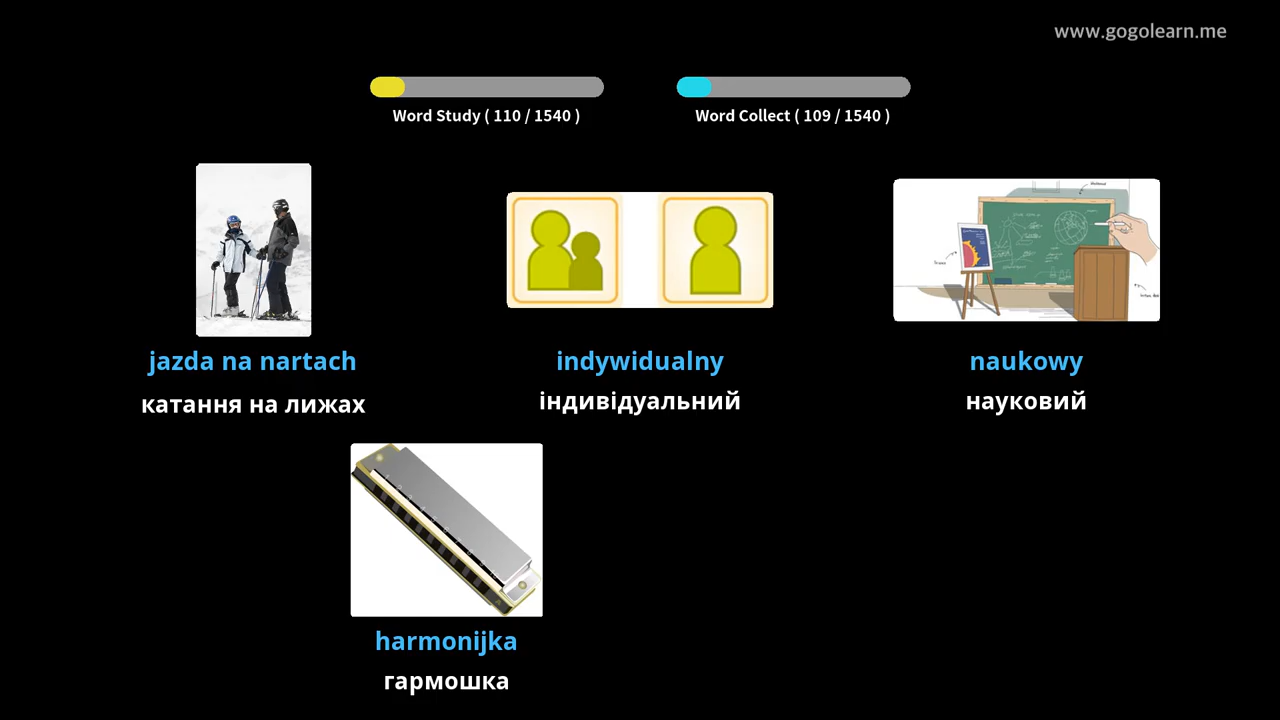 www.gogolearn.me
Word Study ( 110 / 1540 )
Word Collect ( 109 / 1540 )
jazda na nartach
катання на лижах
indywidualny
індивідуальний
naukowy
науковий
harmonijka
гармошка